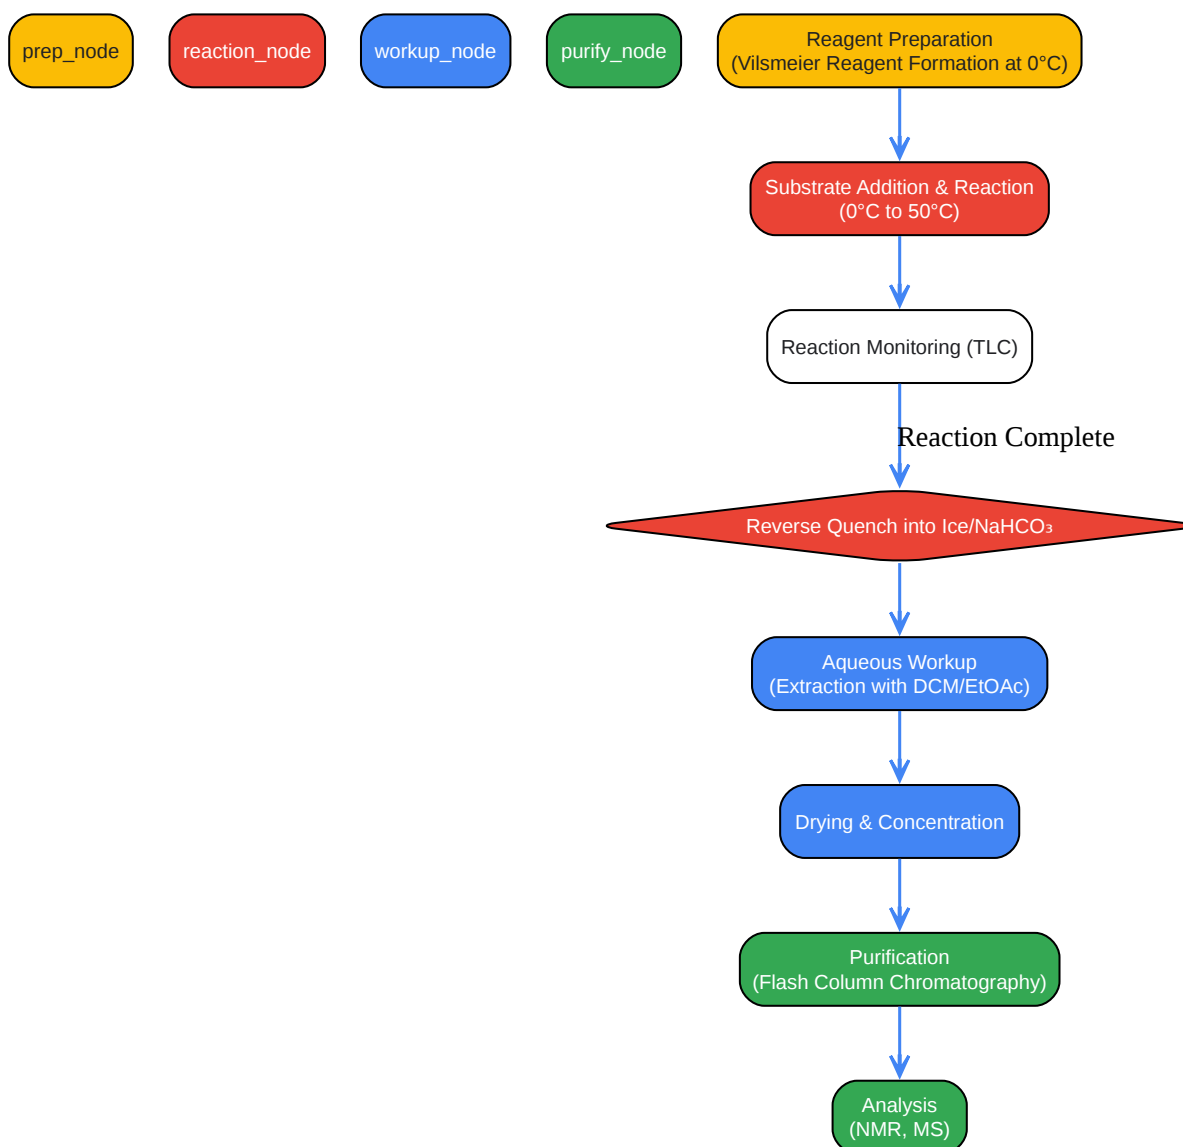 prep_node
reaction_node
workup_node
purify_node
Reagent Preparation
(Vilsmeier Reagent Formation at 0°C)
Substrate Addition & Reaction
(0°C to 50°C)
Reaction Monitoring (TLC)
Reaction Complete
Reverse Quench into Ice/NaHCO₃
Aqueous Workup
(Extraction with DCM/EtOAc)
Drying & Concentration
Purification
(Flash Column Chromatography)
Analysis
(NMR, MS)